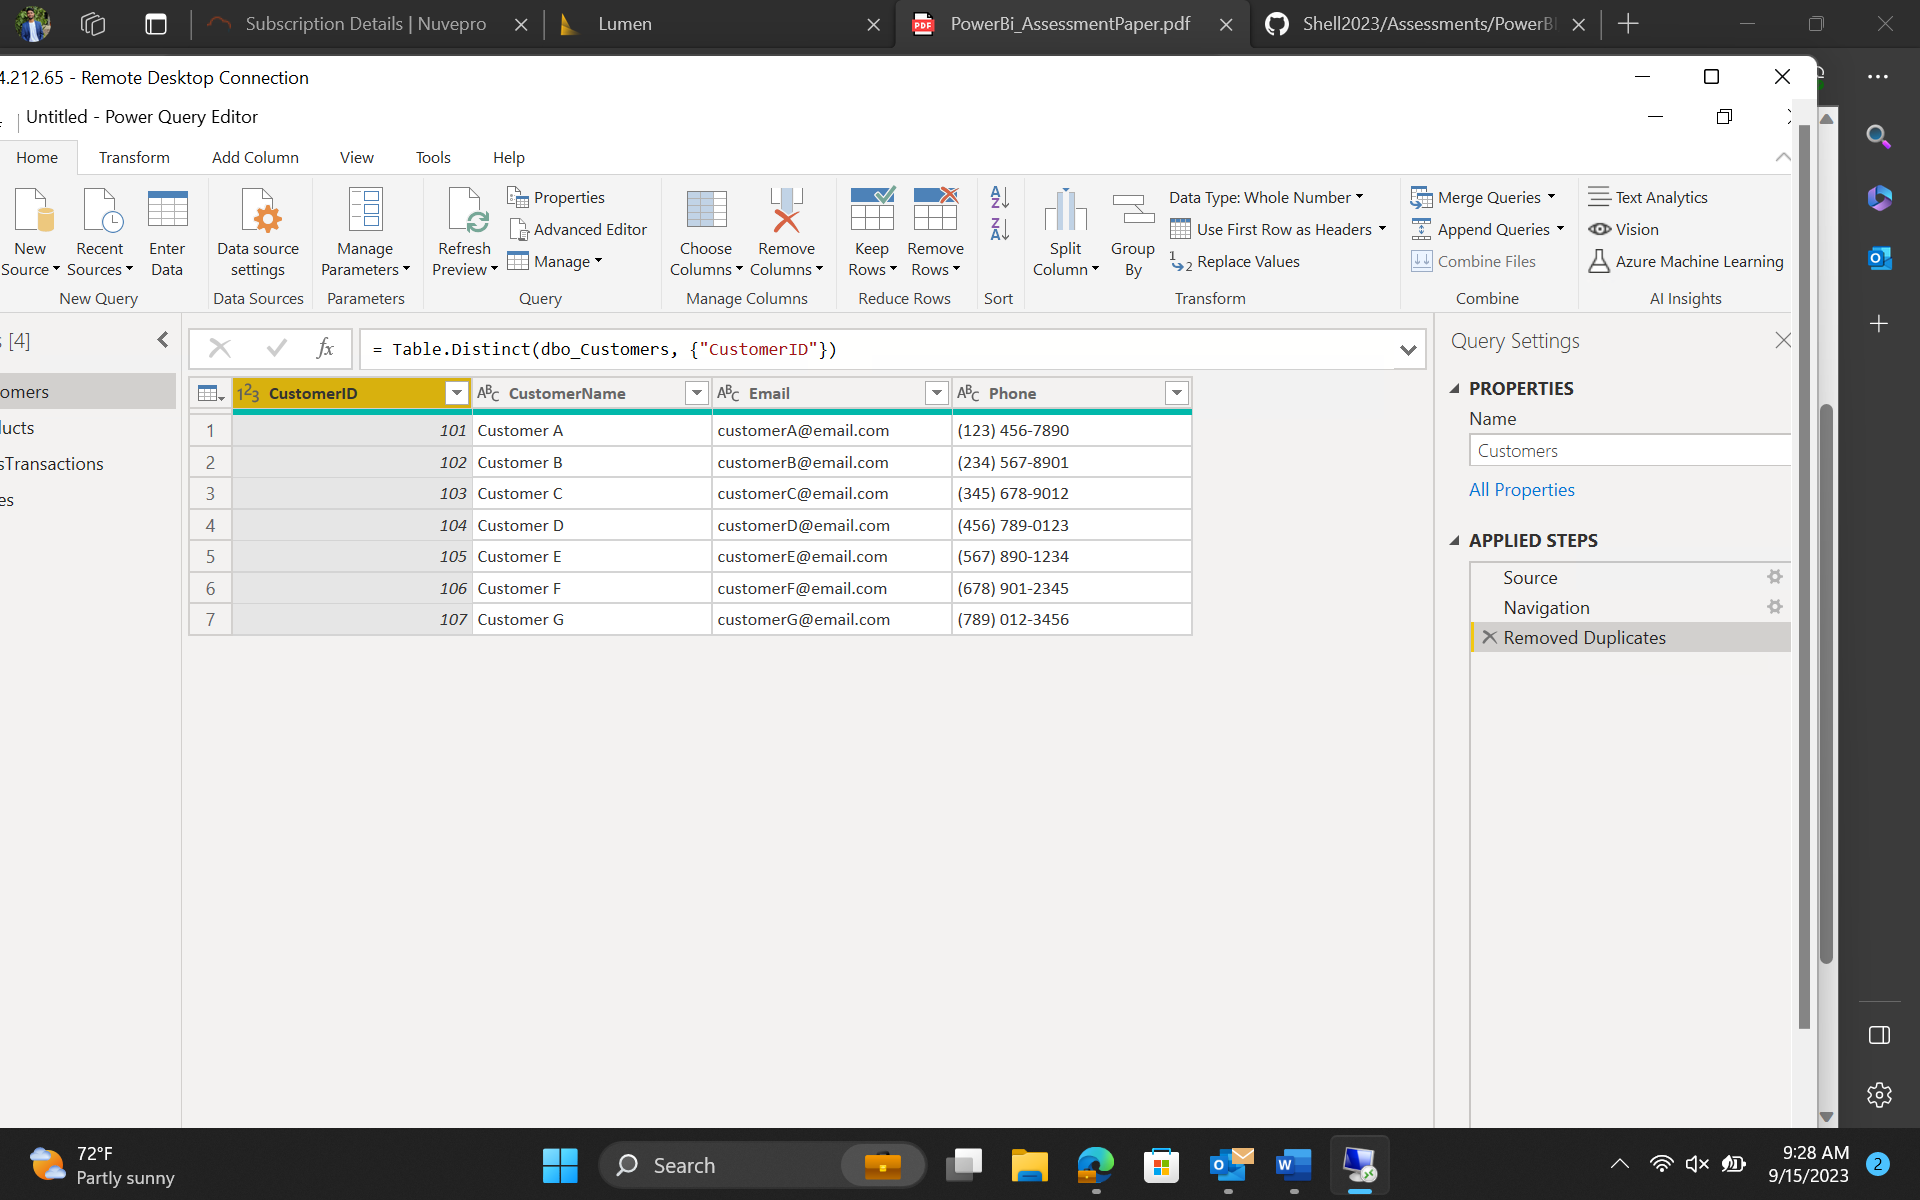 Subscription Details | Nuvepro
Lumen
PowerBi_AssessmentPaper.pdf
Shell2023/Assessments/PowerBI
4.212.65 - Remote Desktop Connection
Untitled - Power Query Editor
Home Transform Add Column View Tools Help
New Source
Recent Sources
Enter Data
New Query
Data source settings
Data Sources
Manage Parameters
Parameters
Refresh Preview
Properties
Advanced Editor
Manage
Query
Choose Columns
Remove Columns
Manage Columns
Keep Rows
Remove Rows
Reduce Rows
Sort
Split Column
Group By
Data Type: Whole Number
Use First Row as Headers
Replace Values
Transform
Merge Queries
Append Queries
Combine Files
Combine
Text Analytics
Vision
Azure Machine Learning
AI Insights
s [4]
omers
ucts
sTransactions
es
fx
= Table.Distinct(dbo_Customers, {"CustomerID"})
CustomerID CustomerName Email Phone
1 101 Customer A customerA@email.com (123) 456-7890
2 102 Customer B customerB@email.com (234) 567-8901
3 103 Customer C customerC@email.com (345) 678-9012
4 104 Customer D customerD@email.com (456) 789-0123
5 105 Customer E customerE@email.com (567) 890-1234
6 106 Customer F customerF@email.com (678) 901-2345
7 107 Customer G customerG@email.com (789) 012-3456
Query Settings
PROPERTIES
Name
Customers
All Properties
APPLIED STEPS
Source
Navigation
Removed Duplicates
72°F
Partly sunny
Search
9:28 AM
9/15/2023
2